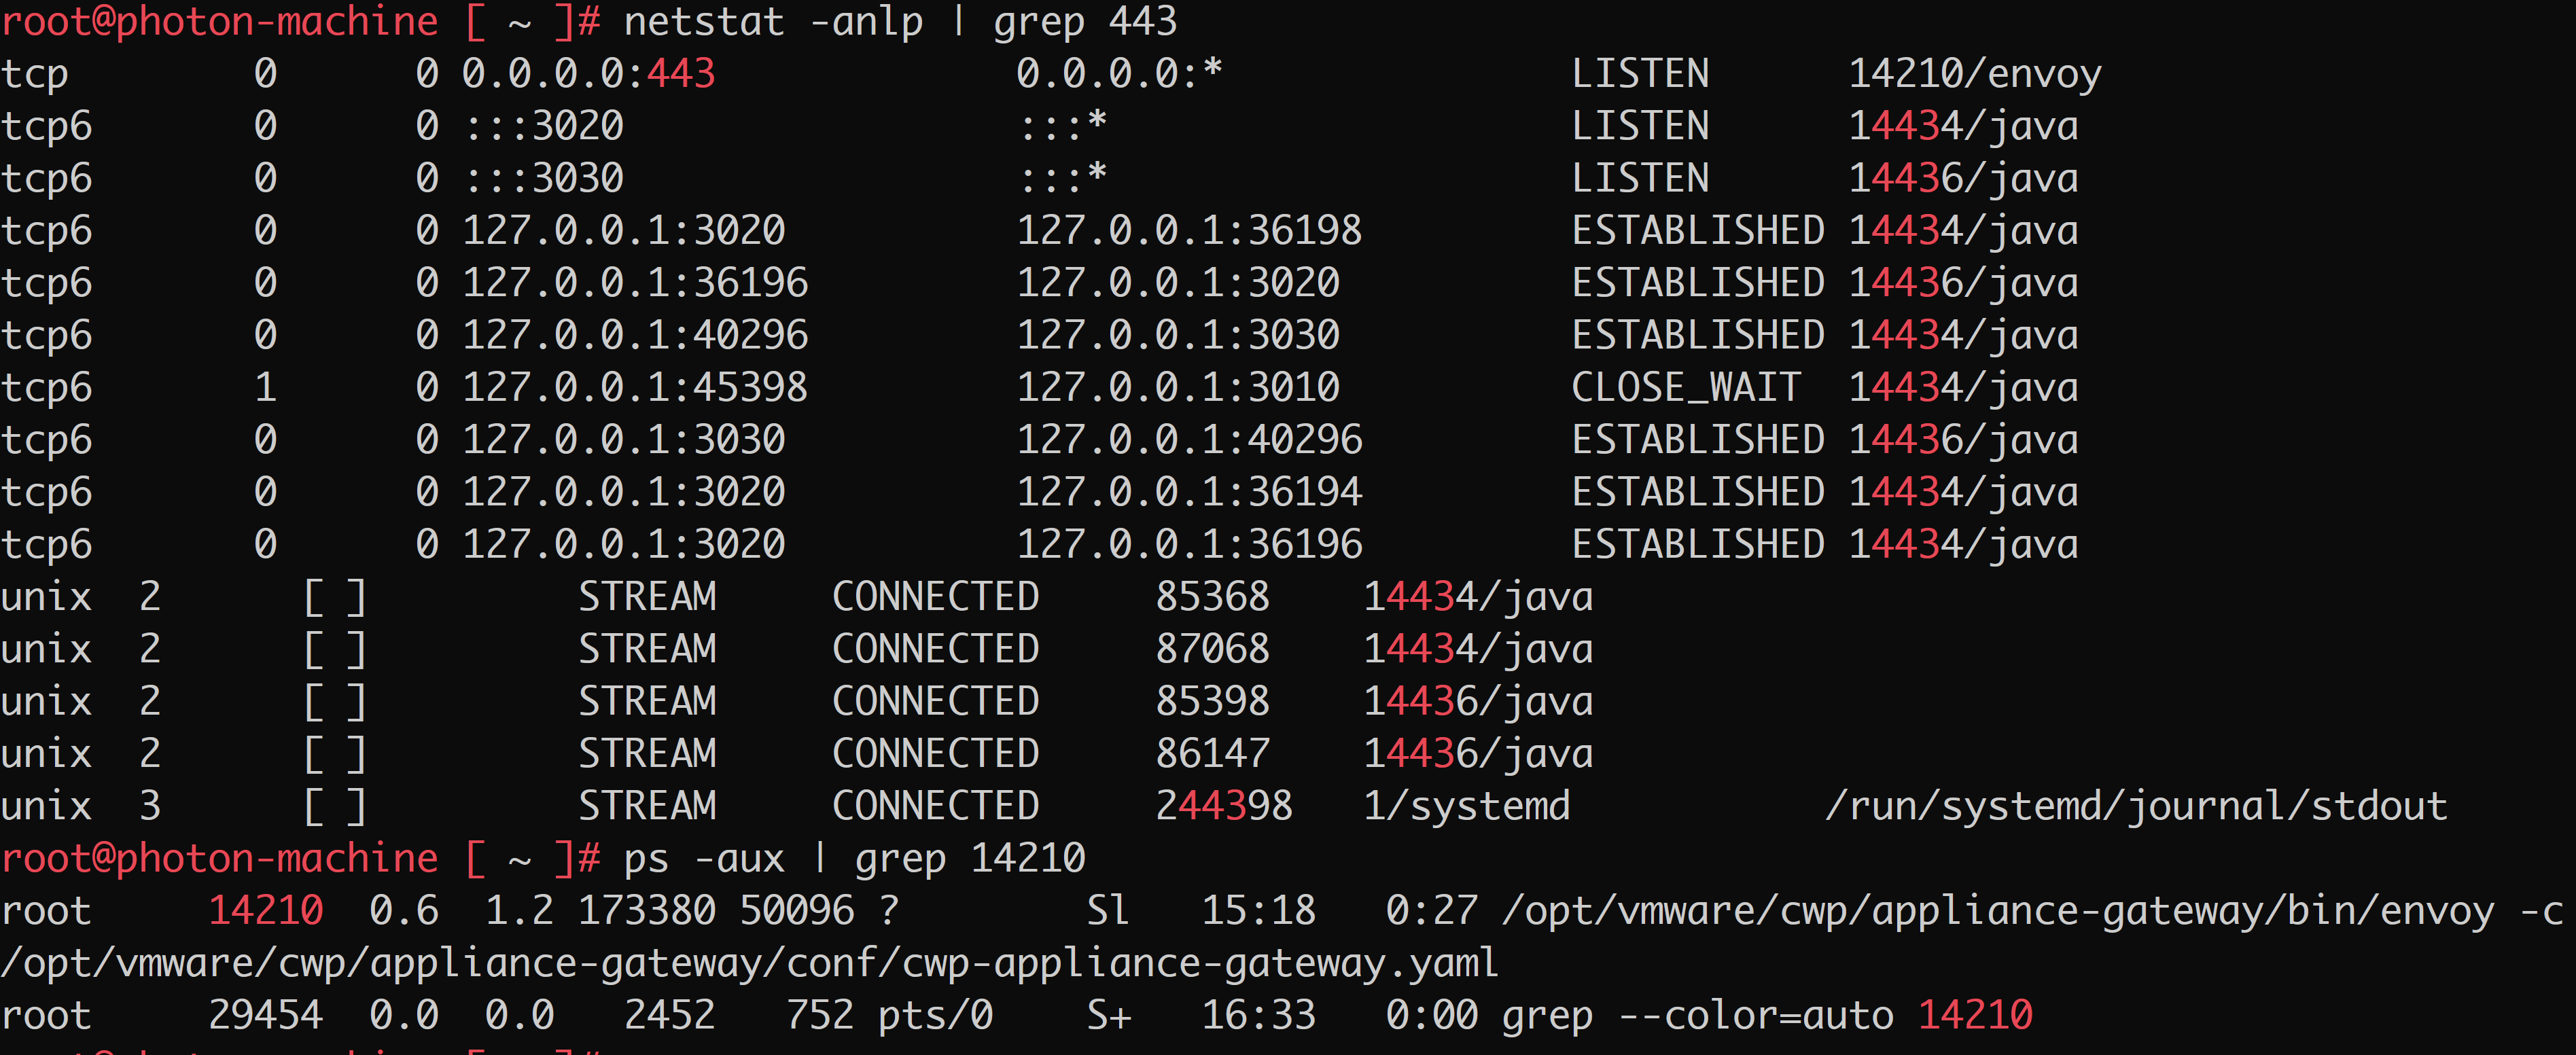 root@photon-machine [ ~ ]# netstat -anlp | grep 443
tcp        0      0 0.0.0.0:443             0.0.0.0:*               LISTEN      14210/envoy
tcp6       0      0 :::3020                 :::*                    LISTEN      14434/java
tcp6       0      0 :::3030                 :::*                    LISTEN      14436/java
tcp6       0      0 127.0.0.1:3020          127.0.0.1:36198         ESTABLISHED 14434/java
tcp6       0      0 127.0.0.1:36196         127.0.0.1:3020          ESTABLISHED 14436/java
tcp6       0      0 127.0.0.1:40296         127.0.0.1:3030          ESTABLISHED 14434/java
tcp6       1      0 127.0.0.1:45398         127.0.0.1:3010          CLOSE_WAIT  14434/java
tcp6       0      0 127.0.0.1:3030          127.0.0.1:40296         ESTABLISHED 14436/java
tcp6       0      0 127.0.0.1:3020          127.0.0.1:36194         ESTABLISHED 14434/java
tcp6       0      0 127.0.0.1:3020          127.0.0.1:36196         ESTABLISHED 14434/java
unix  2      [ ]         STREAM     CONNECTED     85368    14434/java
unix  2      [ ]         STREAM     CONNECTED     87068    14434/java
unix  2      [ ]         STREAM     CONNECTED     85398    14436/java
unix  2      [ ]         STREAM     CONNECTED     86147    14436/java
unix  3      [ ]         STREAM     CONNECTED     244398   1/systemd           /run/systemd/journal/stdout
root@photon-machine [ ~ ]# ps -aux | grep 14210
root     14210  0.6  1.2 173380 50096 ?        Sl   15:18   0:27 /opt/vmware/cwp/appliance-gateway/bin/envoy -c
/opt/vmware/cwp/appliance-gateway/conf/cwp-appliance-gateway.yaml
root     29454  0.0  0.0   2452   752 pts/0    S+   16:33   0:00 grep --color=auto 14210
root@photon-machine [ ~ ]#